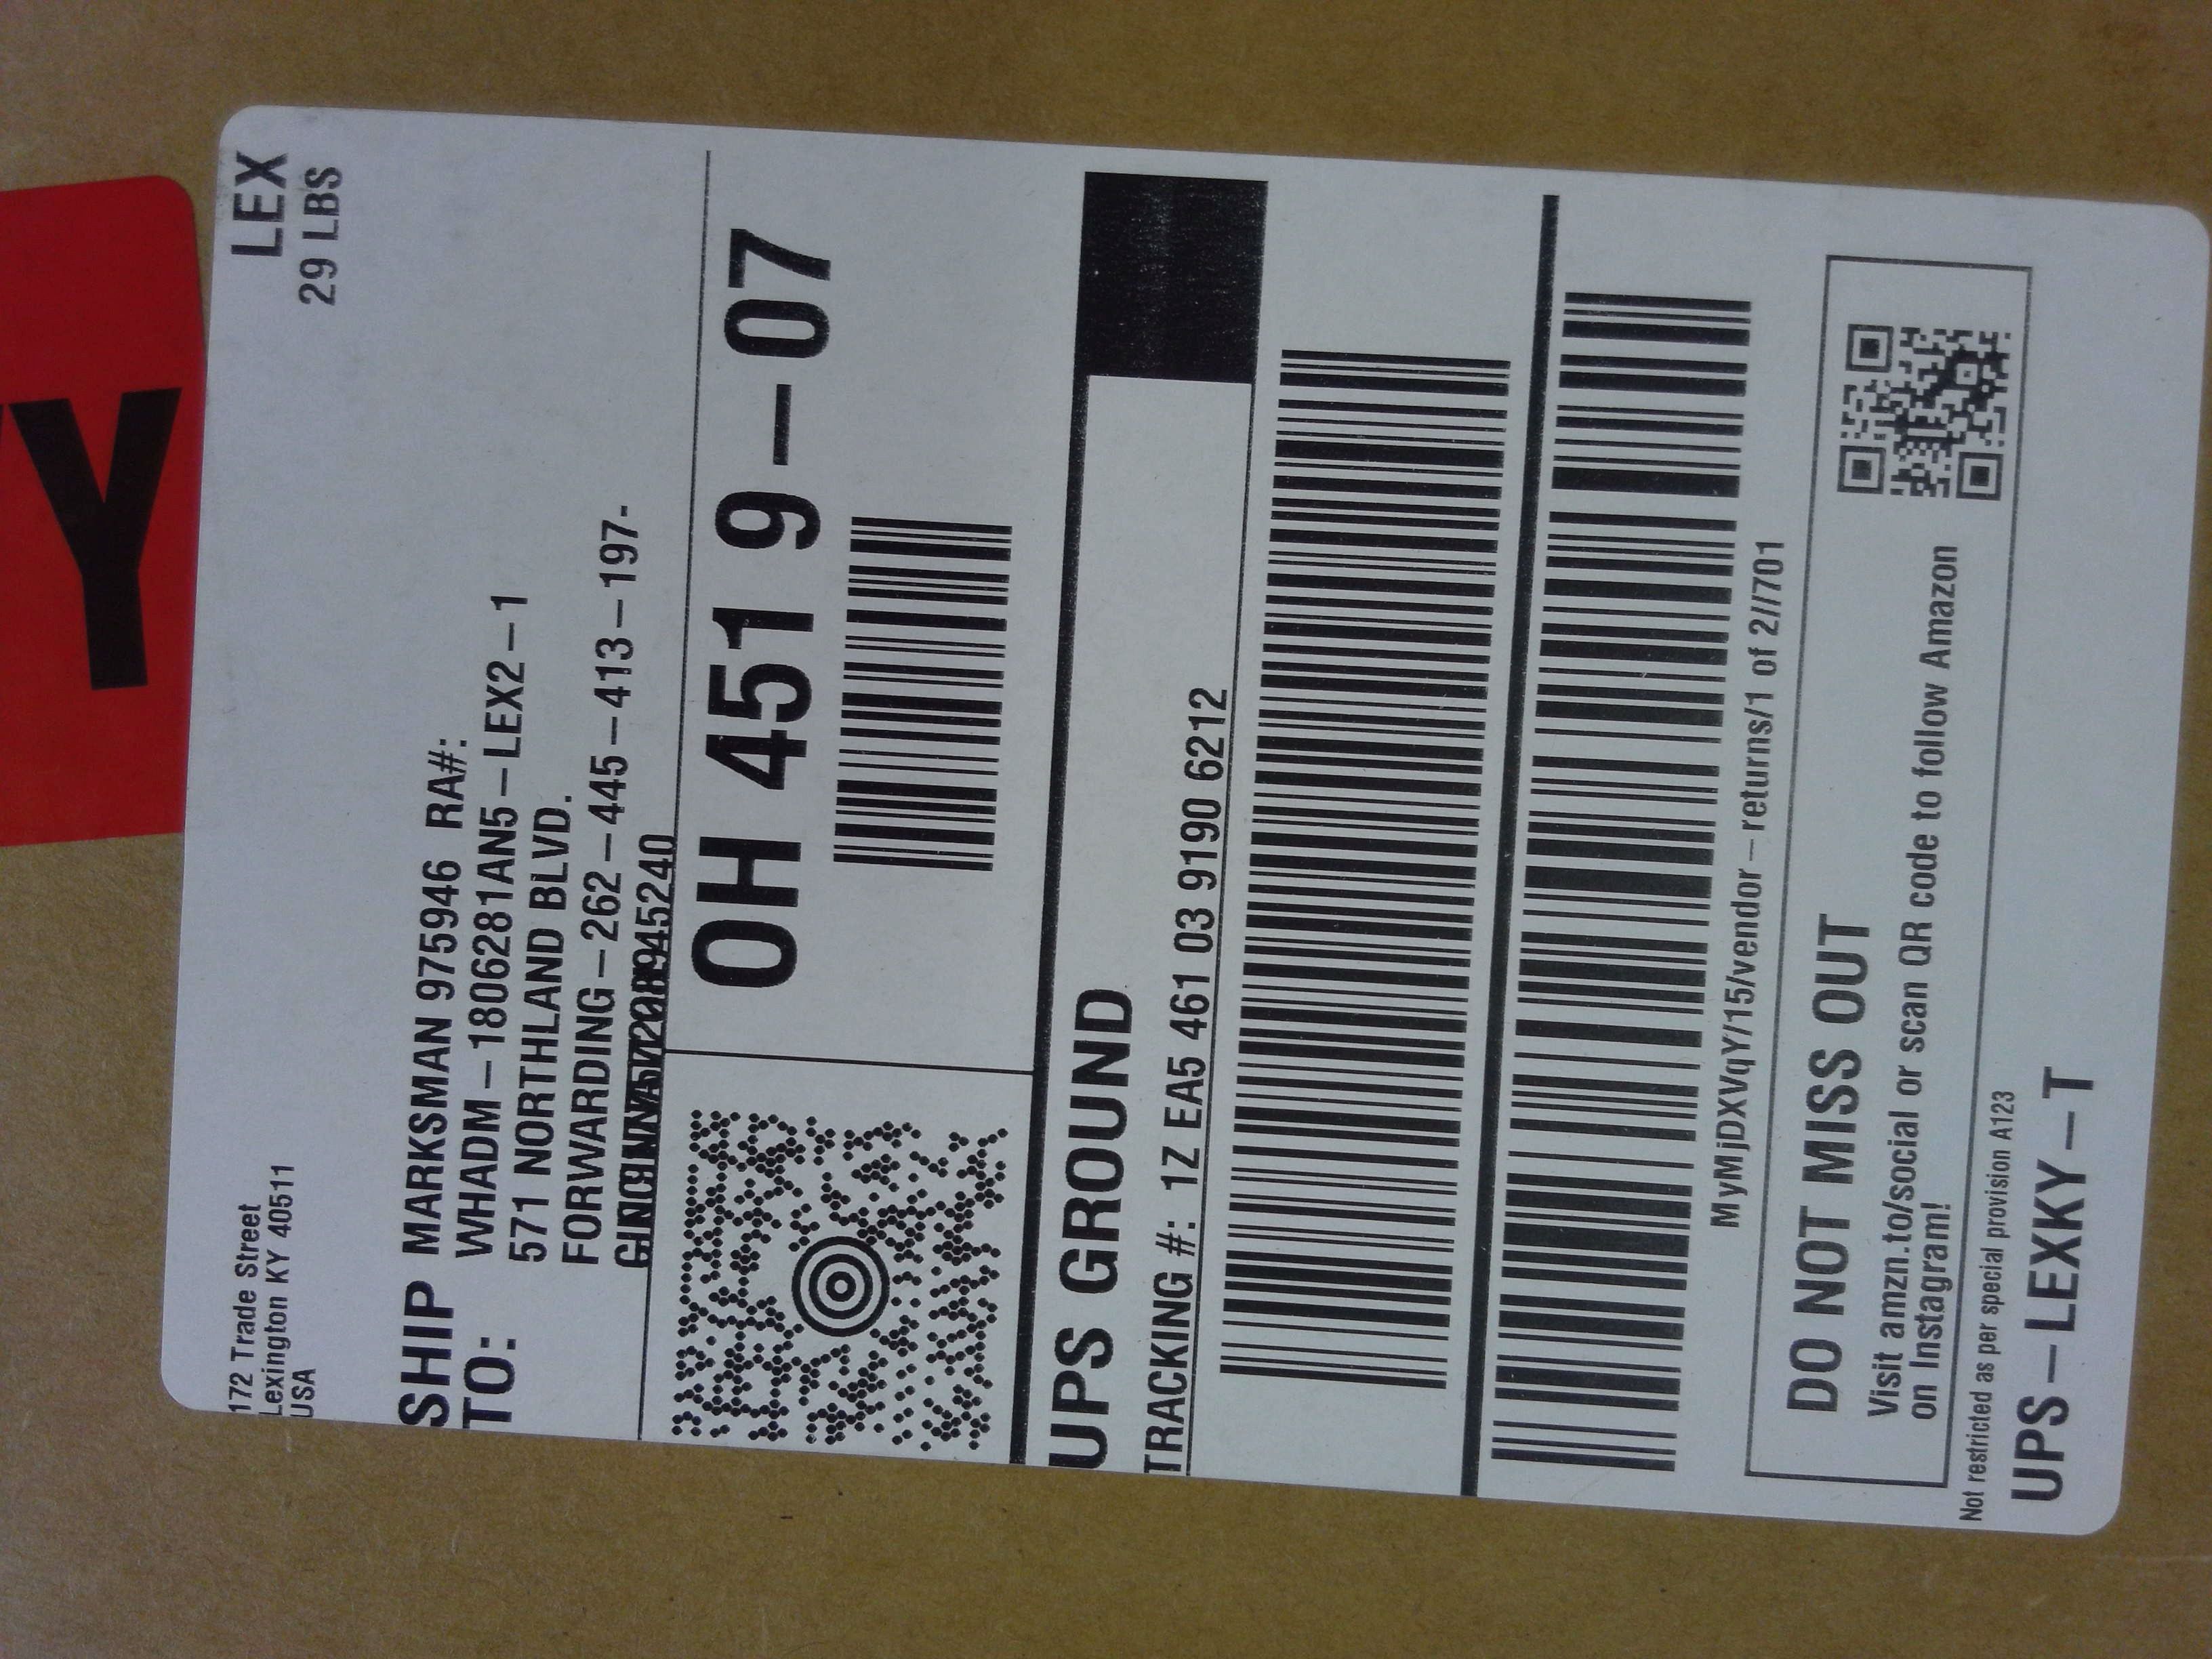 Y
172 Trade Street
Lexington KY 40511
USA
LEX
29 LBS
SHIP
TO:
MARKSMAN 975946 RA#:
WHADM-1806281AN5-LEX2-1
571 NORTHLAND BLVD.
FORWARDING-262-445-413-197-
OH 451 9-07
UPS GROUND
TRACKING #: 1Z EA5 461 03 9190 6212
MyMjDXVqY/15/vendor-returns/1 of 2//701
DO NOT MISS OUT
Visit amzn.to/social or scan QR code to follow Amazon
on Instagram!
Not restricted as per special provision A123
UPS-LEXKY-T